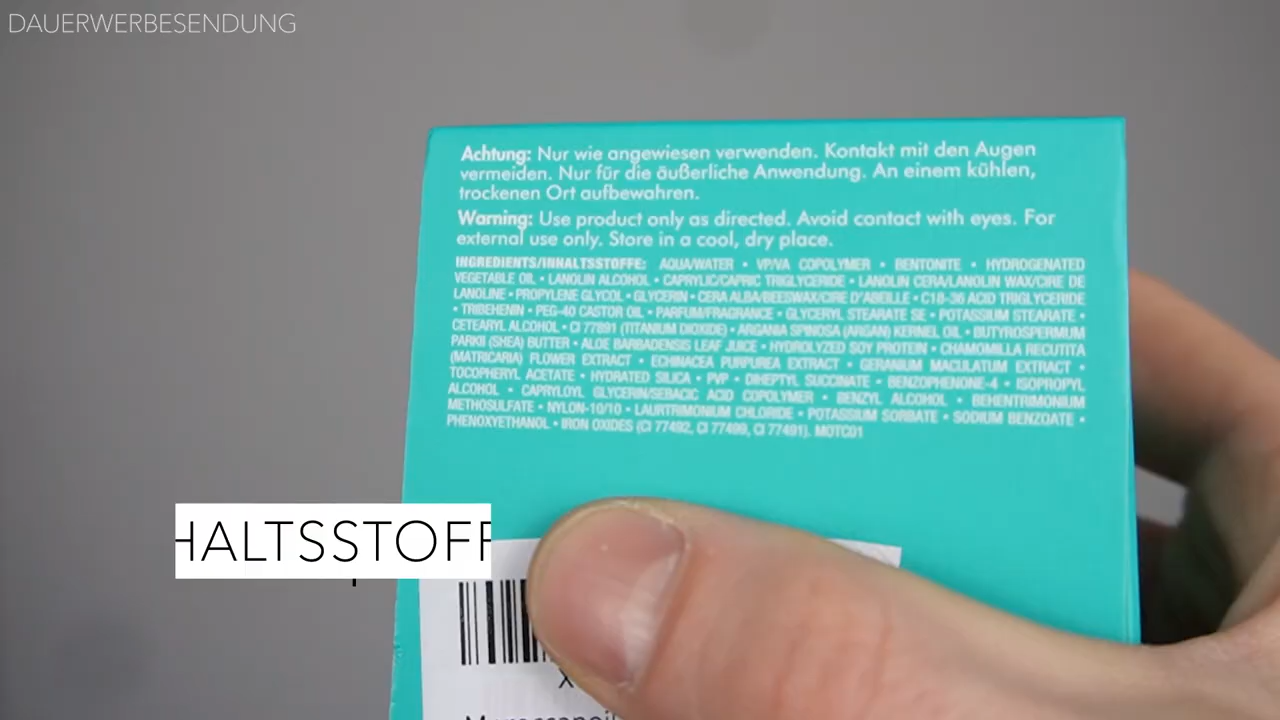 DAUERWERBESENDUNG
Achtung: Nur wie angewiesen verwenden. Kontakt mit den Augen
vermeiden. Nur für die äußerliche Anwendung. An einem kühlen,
trockenen Ort aufbewahren.
Warning: Use product only as directed. Avoid contact with eyes. For
external use only. Store in a cool, dry place.
INGREDIENTS/INHALTSSTOFFE: AQUA/WATER • VP/VA COPOLYMER • BENTONITE • HYDROGENATED
VEGETABLE OIL • LANOLIN ALCOHOL • CAPRYLIC/CAPRIC TRIGLYCERIDE • LANOLIN CERA/LANOLIN WAX/CIRE DE
LANOLINE • PROPYLENE GLYCOL • GLYCERIN • CERA ALBA/BEESWAX/CIRE D'ABEILLE • C18-36 ACID TRIGLYCERIDE
• TRIBEHENIN • PEG-40 CASTOR OIL • PARFUM/FRAGRANCE • GLYCERYL STEARATE SE • POTASSIUM STEARATE •
CETEARYL ALCOHOL • CI 77891 (TITANIUM DIOXIDE) • ARGANIA SPINOSA (ARGAN) KERNEL OIL • BUTYROSPERMUM
PARKII (SHEA) BUTTER • ALOE BARBADENSIS LEAF JUICE • HYDROLYZED SOY PROTEIN • CHAMOMILLA RECUTITA
(MATRICARIA) FLOWER EXTRACT • ECHINACEA PURPUREA EXTRACT • GERANIUM MACULATUM EXTRACT •
TOCOPHERYL ACETATE • HYDRATED SILICA • PVP • DIHEPTYL SUCCINATE • BENZOPHENONE-4 • ISOPROPYL
ALCOHOL • CAPRYLOYL GLYCERIN/SEBACIC ACID COPOLYMER • BENZYL ALCOHOL • BEHENTRIMONIUM
METHOSULFATE • NYLON-10/10 • LAURTRIMONIUM CHLORIDE • POTASSIUM SORBATE • SODIUM BENZOATE •
PHENOXYETHANOL • IRON OXIDES (CI 77492, CI 77499, CI 77491). MOTC01
HALTSSTOFF
X